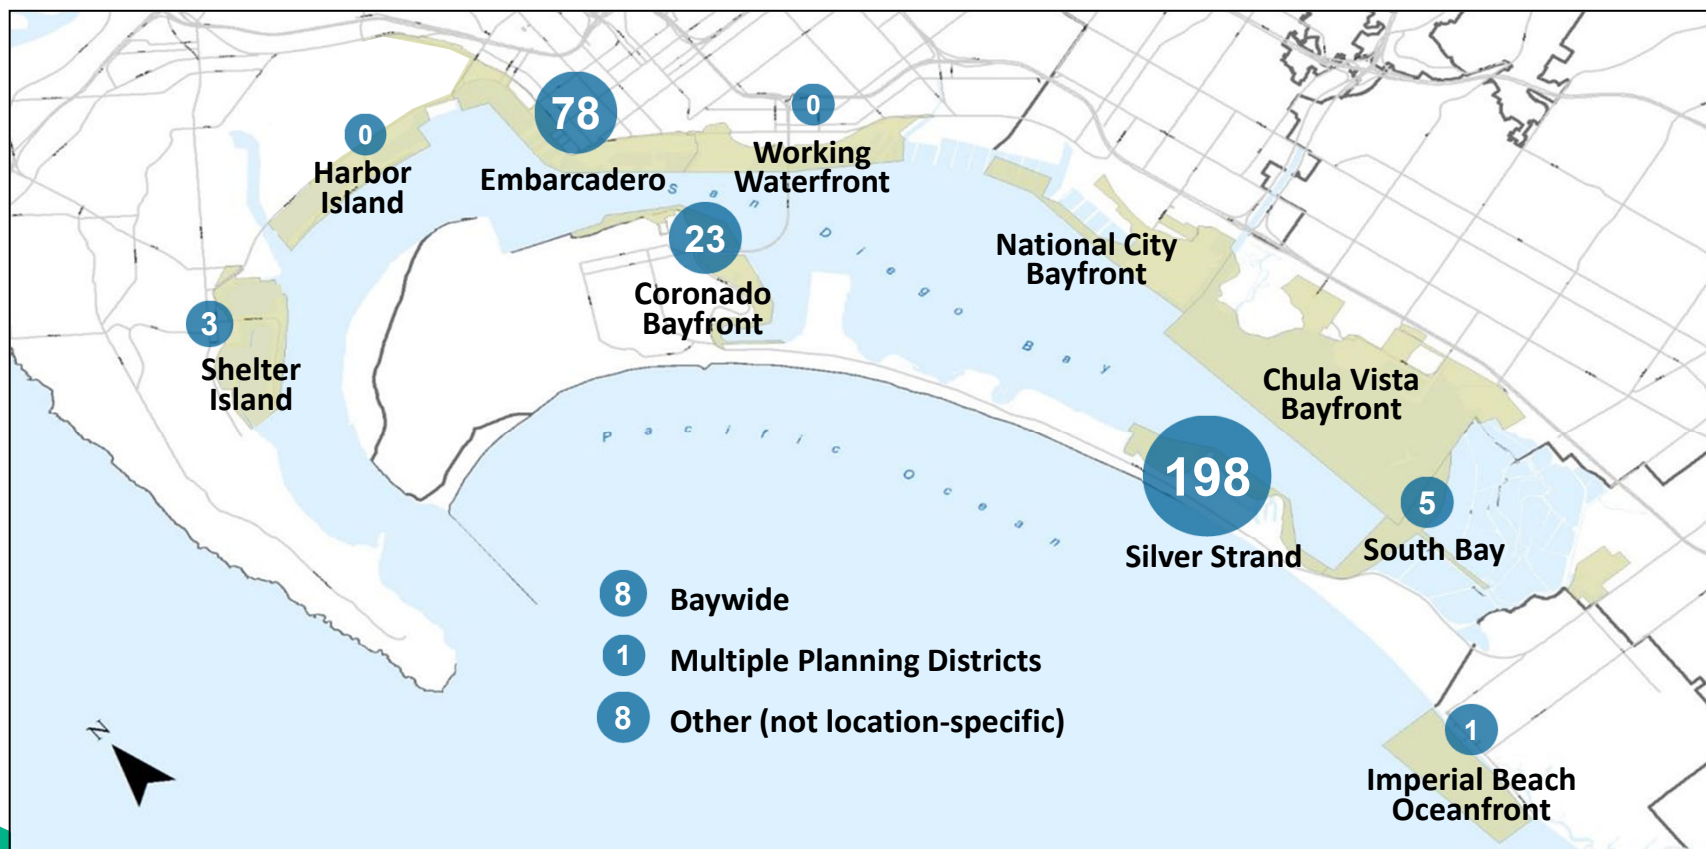 78
0
0
Harbor
Island
Embarcadero
Working
Waterfront
San Diego Bay
23
Coronado
Bayfront
National City
Bayfront
3
Shelter
Island
Chula Vista
Bayfront
Pacific Ocean
198
Silver Strand
5
South Bay
8 Baywide
1 Multiple Planning Districts
8 Other (not location-specific)
N
1
Imperial Beach
Oceanfront